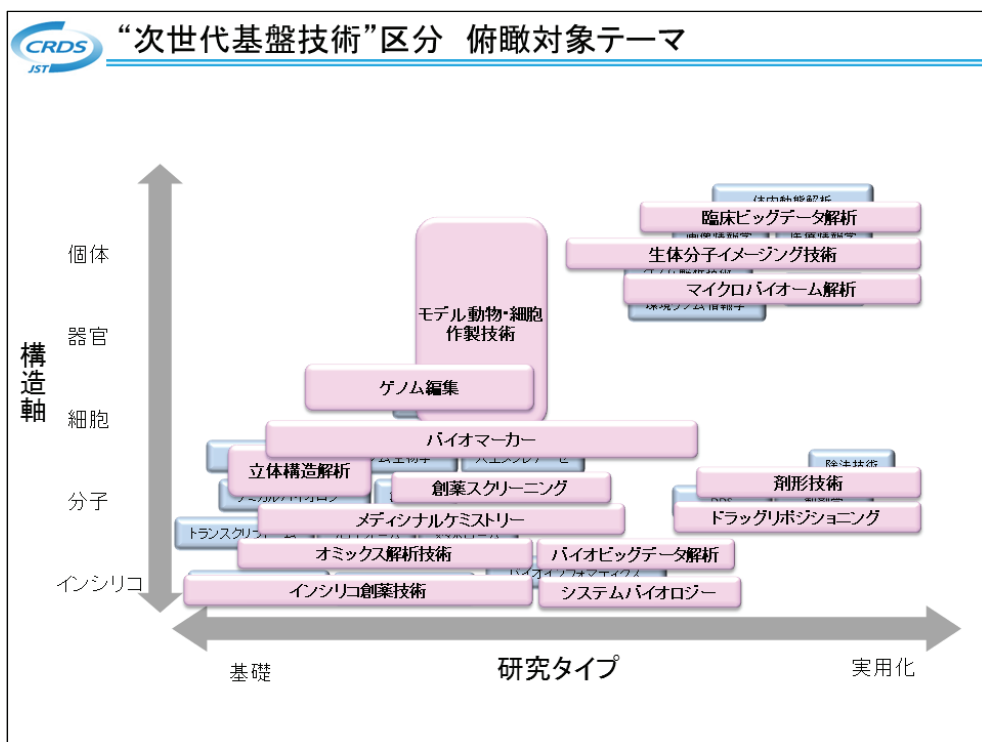 CRDS
JST
“次世代基盤技術”区分　俯瞰対象テーマ
臨床ビッグデータ解析
個体
生体分子イメージング技術
マイクロバイオーム解析
モデル動物・細胞
作製技術
器官
構造軸
ゲノム編集
細胞
バイオマーカー
立体構造解析
創薬スクリーニング
剤形技術
分子
メディシナルケミストリー
ドラッグリポジショニング
オミックス解析技術
バイオビッグデータ解析
インシリコ
インシリコ創薬技術
システムバイオロジー
基礎
研究タイプ
実用化